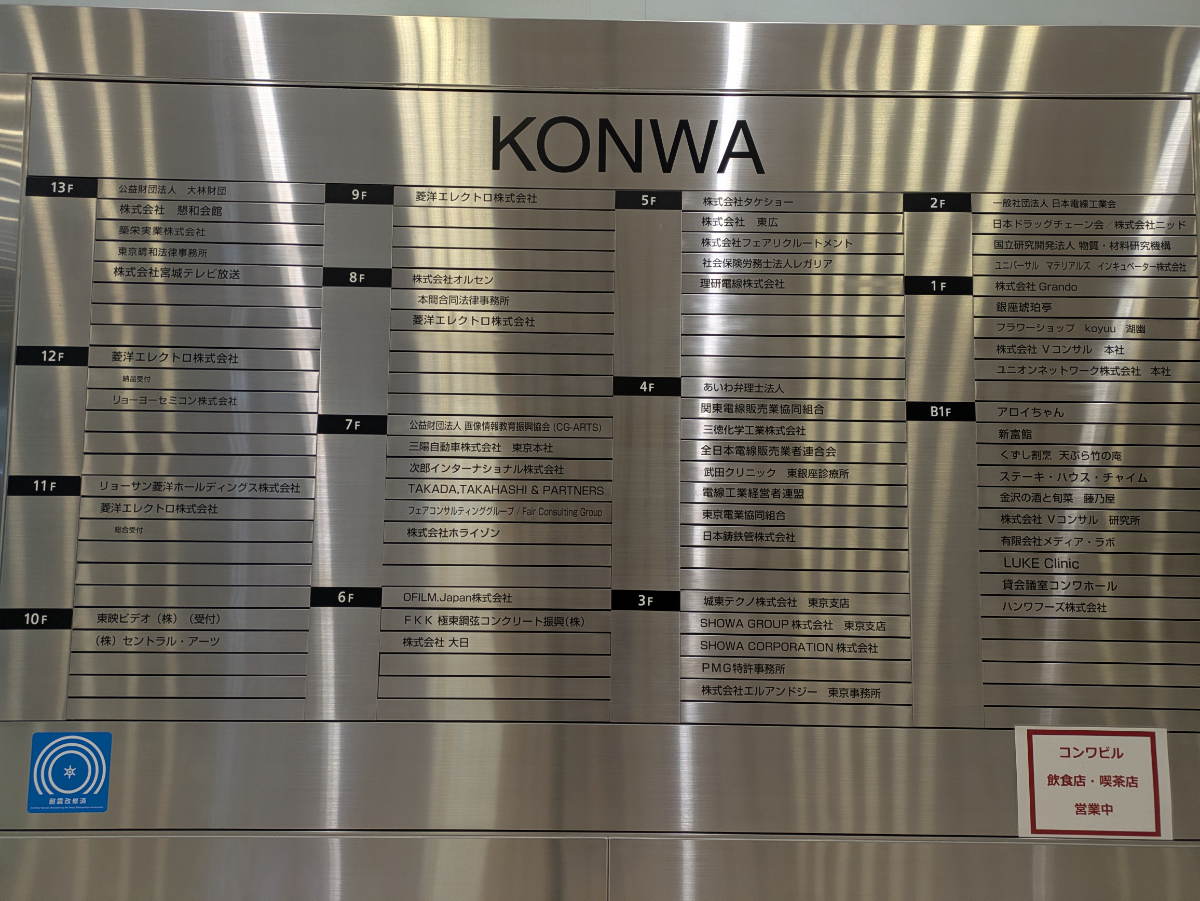 KONWA
13F
公益財団法人 大林財団
株式会社 懇和会館
築栄実業株式会社
東京晴和法律事務所
株式会社宮城テレビ放送
12F
菱洋エレクトロ株式会社
納品受付
リョーヨーセミコン株式会社
11F
リョーサン菱洋ホールディングス株式会社
菱洋エレクトロ株式会社
総合受付
10F
東映ビデオ(株)(受付)
(株)セントラル・アーツ
9F
菱洋エレクトロ株式会社
8F
株式会社オルセン
本間合同法律事務所
菱洋エレクトロ株式会社
7F
公益財団法人 画像情報教育振興協会 (CG-ARTS)
三陽自動車株式会社 東京本社
次郎インターナショナル株式会社
TAKADA,TAKAHASHI & PARTNERS
フェアコンサルティンググループ / Fair Consulting Group
株式会社ホライゾン
6F
OFILM.Japan株式会社
FKK 極東鋼弦コンクリート振興(株)
株式会社 大日
5F
株式会社タケショー
株式会社 東広
株式会社フェアリクルートメント
社会保険労務士法人レガリア
理研電線株式会社
4F
あいわ弁理士法人
関東電線販売業協同組合
三徳化学工業株式会社
全日本電線販売業者連合会
武田クリニック 東銀座診療所
電線工業経営者連盟
東京電業協同組合
日本鋳鉄管株式会社
3F
城東テクノ株式会社 東京支店
SHOWA GROUP株式会社 東京支店
SHOWA CORPORATION 株式会社
PMG特許事務所
株式会社エルアンドジー 東京事務所
2F
一般社団法人 日本電線工業会
日本ドラッグチェーン会/株式会社ニッド
国立研究開発法人 物質・材料研究機構
ユニバーサル マテリアルズ インキュベーター株式会社
1F
株式会社 Grando
銀座琥珀亭
フラワーショップ koyuu 湖幽
株式会社 Vコンサル 本社
ユニオンネットワーク株式会社 本社
B1F
アロイちゃん
新富館
くずし割烹 天ぷら竹の庵
ステーキ・ハウス・チャイム
金沢の酒と旬菜 藤乃屋
株式会社 Vコンサル 研究所
有限会社メディア・ラボ
LUKE Clinic
貸会議室コンワホール
ハンワフーズ株式会社
耐震改修済
コンワビル
飲食店・喫茶店
営業中